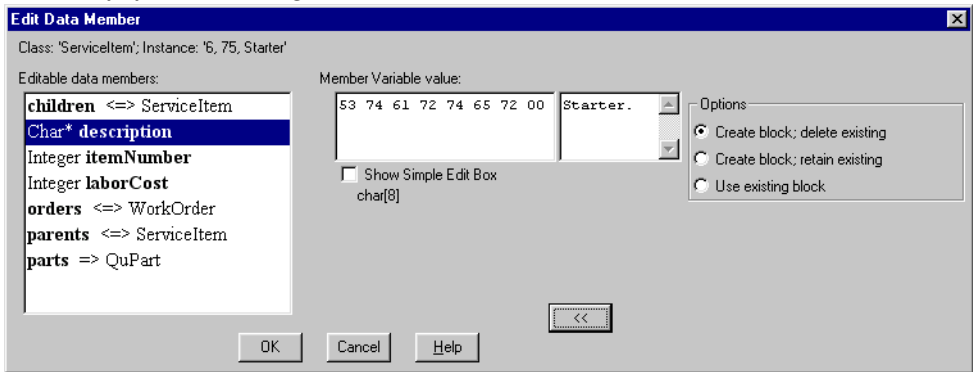 Edit Data Member
Class: 'ServiceItem'; Instance: '6, 75, Starter'
Editable data members:
children <=> ServiceItem
Char* description
Integer itemNumber
Integer laborCost
orders <=> WorkOrder
parents <=> ServiceItem
parts => QuPart
Member Variable value:
53 74 61 72 74 65 72 00 Starter.
Show Simple Edit Box
char[8]
Options
Create block; delete existing
Create block; retain existing
Use existing block
<<
OK Cancel Help